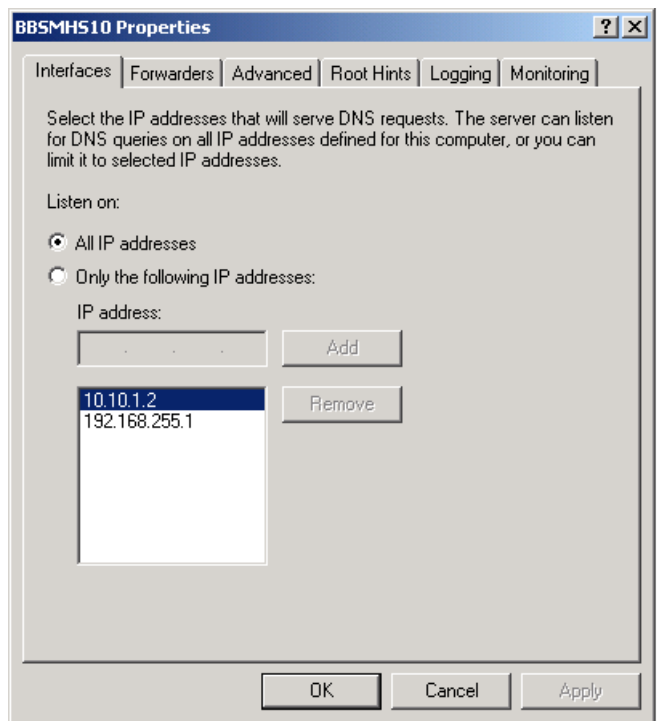 BBSMHS10 Properties
Interfaces Forwarders Advanced Root Hints Logging Monitoring
Select the IP addresses that will serve DNS requests. The server can listen
for DNS queries on all IP addresses defined for this computer, or you can
limit it to selected IP addresses.
Listen on:
All IP addresses
Only the following IP addresses:
IP address:
. . . Add
10.10.1.2 Remove
192.168.255.1
OK Cancel Apply